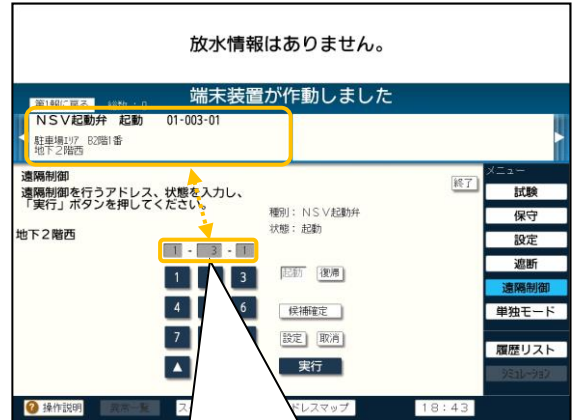 放水情報はありません。
端末装置が作動しました
第1報に戻る
NSV起動弁 起動 01-003-01
駐車場ｴﾘｱ B2階1番
地下2階西
メニュー
遠隔制御
終了
遠隔制御を行うアドレス、状態を入力し、
「実行」ボタンを押してください。
種別: NSV起動弁
状態: 起動
地下2階西
1 - 3 - 1
1 3 起動 復帰
4 6 候補確定
7 設定 取消
▲ 実行
試験
保守
設定
遮断
遠隔制御
単独モード
履歴リスト
ｼﾐｭﾚｰｼｮﾝ
? 操作説明 異常一覧 ドレスマップ 18:43